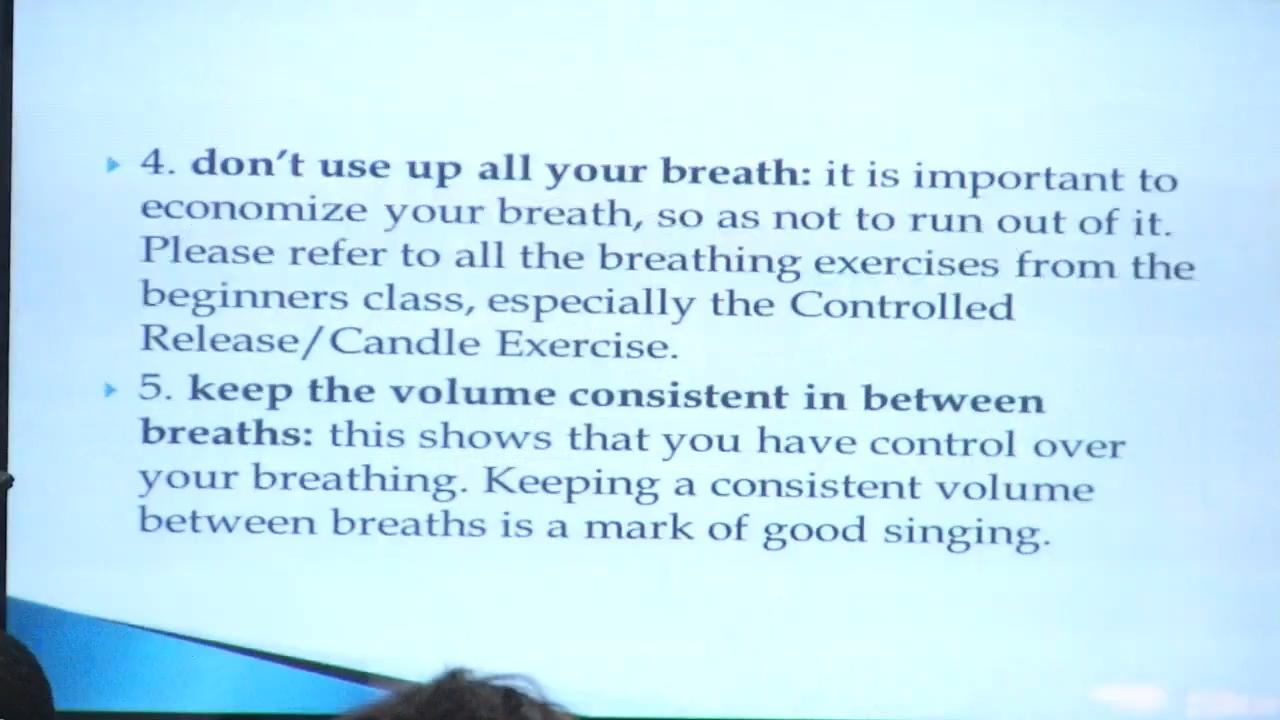 4. don't use up all your breath: it is important to
economize your breath, so as not to run out of it.
Please refer to all the breathing exercises from the
beginners class, especially the Controlled
Release/Candle Exercise.
5. keep the volume consistent in between
breaths: this shows that you have control over
your breathing. Keeping a consistent volume
between breaths is a mark of good singing.